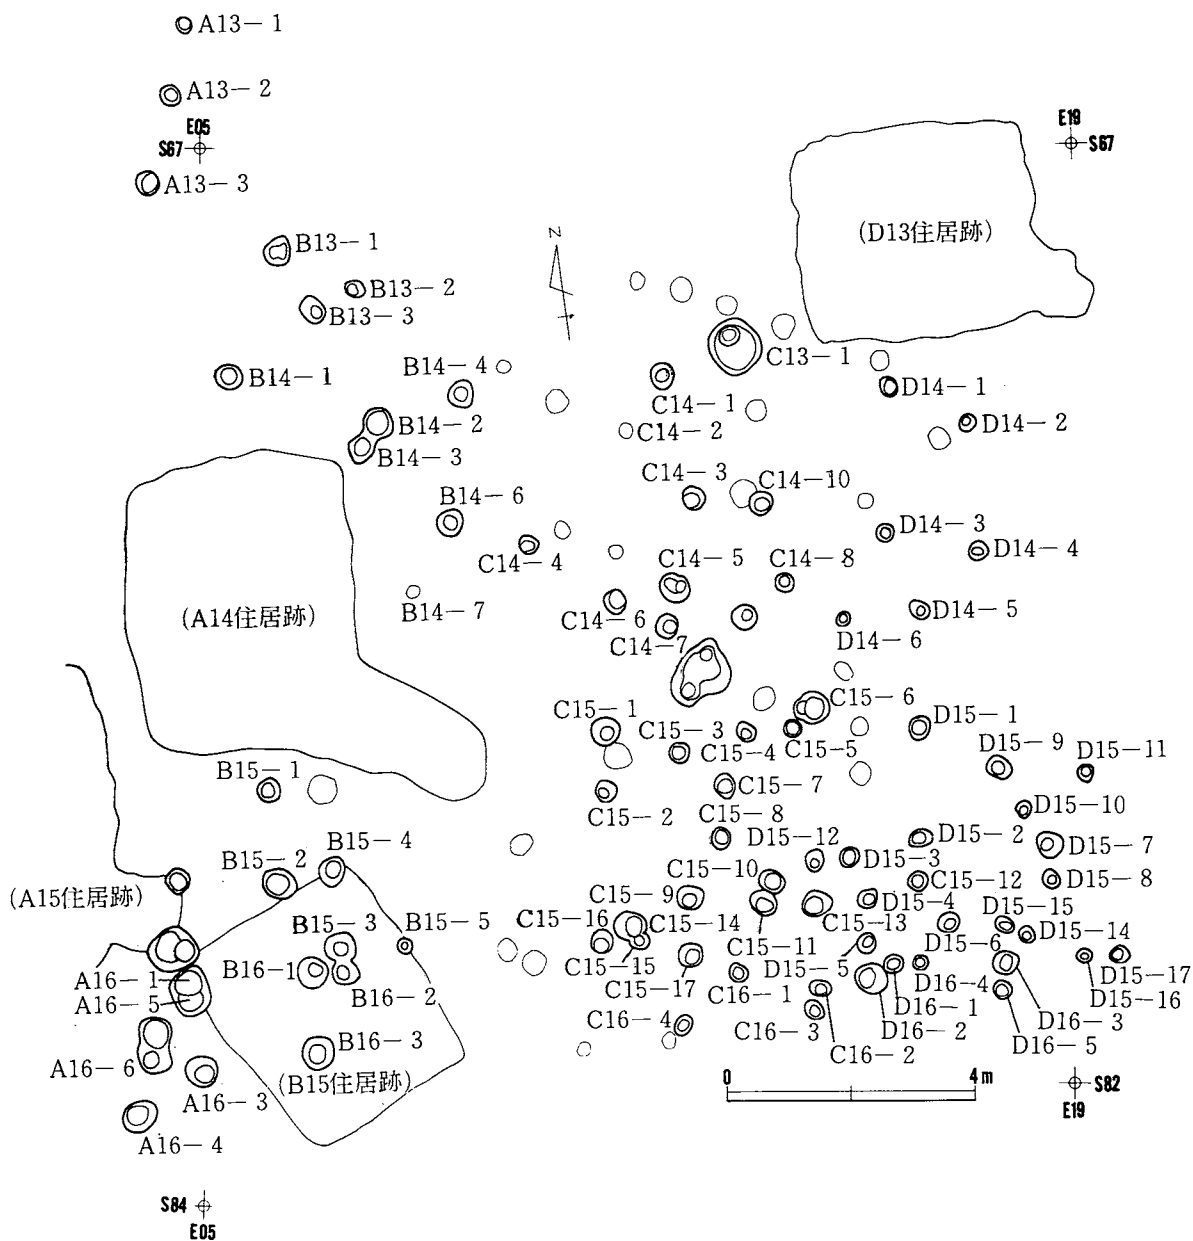 A13－1
A13－2
E05
S67
E19
S67
A13－3
B13－1
(D13住居跡)
N
B13－2
B13－3
C13－1
B14－4
B14－1
C14－1
D14－1
B14－2
C14－2
D14－2
B14－3
C14－3
C14－10
B14－6
D14－3
C14－4
C14－5
C14－8
D14－4
B14－7
(A14住居跡)
C14－6
D14－5
C14－7
D14－6
C15－6
C15－1
C15－3
D15－1
C15－4
C15－5
D15－9
D15－11
B15－1
C15－7
C15－2
C15－8
D15－10
D15－12
D15－2
D15－7
B15－4
B15－2
C15－10
D15－3
C15－12
D15－8
(A15住居跡)
C15－9
D15－4
B15－3
B15－5
C15－16
C15－14
C15－13
D15－15
D15－6
D15－14
C15－11
C15－15
D15－5
A16－1
B16－1
D16－4
D15－17
A16－5
B16－2
C15－17
C16－1
D16－1
D15－16
C16－4
C16－3
D16－2
D16－3
B16－3
C16－2
D16－5
A16－6
(B15住居跡)
A16－3
0
4m
S82
E19
A16－4
S84
E05